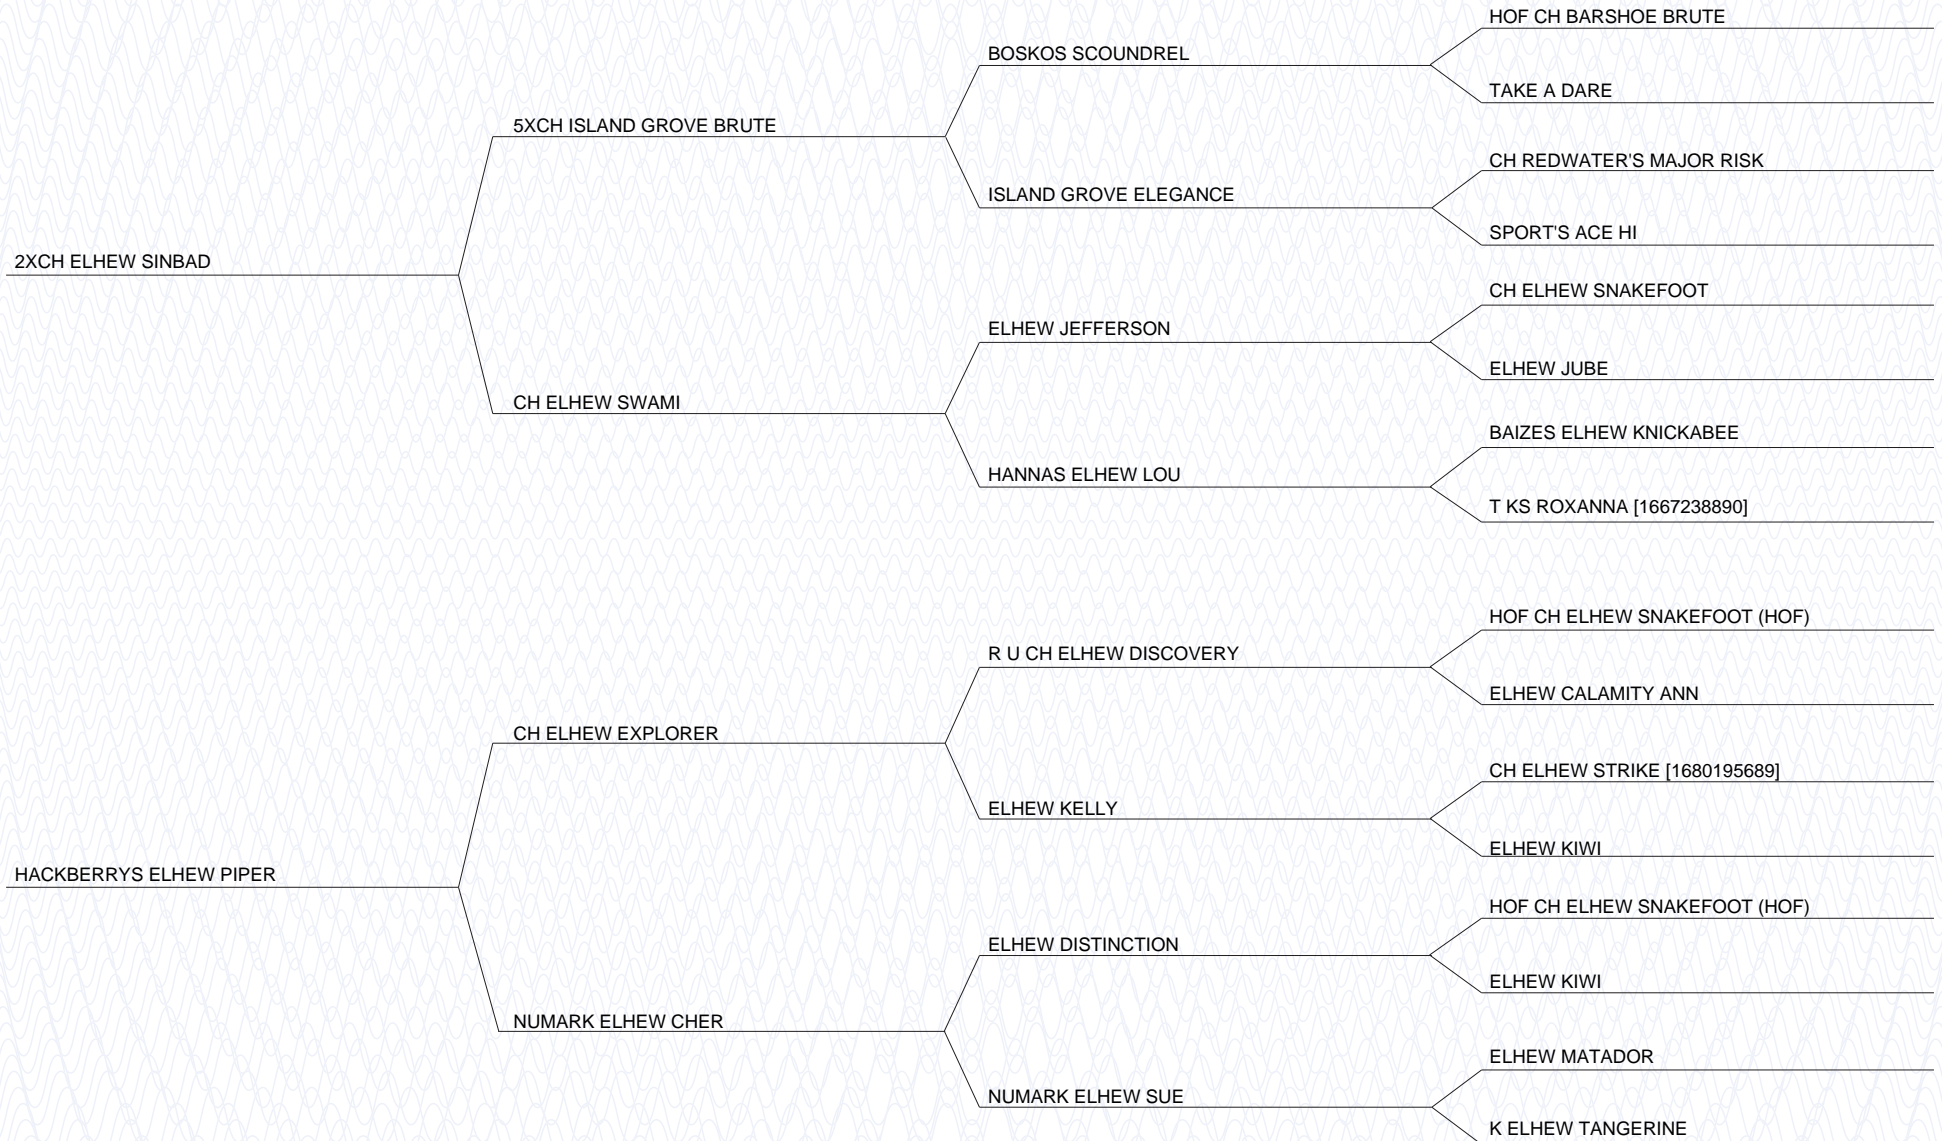 HOF CH BARSHOE BRUTE
BOSKOS SCOUNDREL
TAKE A DARE
5XCH ISLAND GROVE BRUTE
CH REDWATER'S MAJOR RISK
ISLAND GROVE ELEGANCE
SPORT'S ACE HI
2XCH ELHEW SINBAD
CH ELHEW SNAKEFOOT
ELHEW JEFFERSON
ELHEW JUBE
CH ELHEW SWAMI
BAIZES ELHEW KNICKABEE
HANNAS ELHEW LOU
T KS ROXANNA [1667238890]
HOF CH ELHEW SNAKEFOOT (HOF)
R U CH ELHEW DISCOVERY
ELHEW CALAMITY ANN
CH ELHEW EXPLORER
CH ELHEW STRIKE [1680195689]
ELHEW KELLY
ELHEW KIWI
HACKBERRYS ELHEW PIPER
HOF CH ELHEW SNAKEFOOT (HOF)
ELHEW DISTINCTION
ELHEW KIWI
NUMARK ELHEW CHER
ELHEW MATADOR
NUMARK ELHEW SUE
K ELHEW TANGERINE